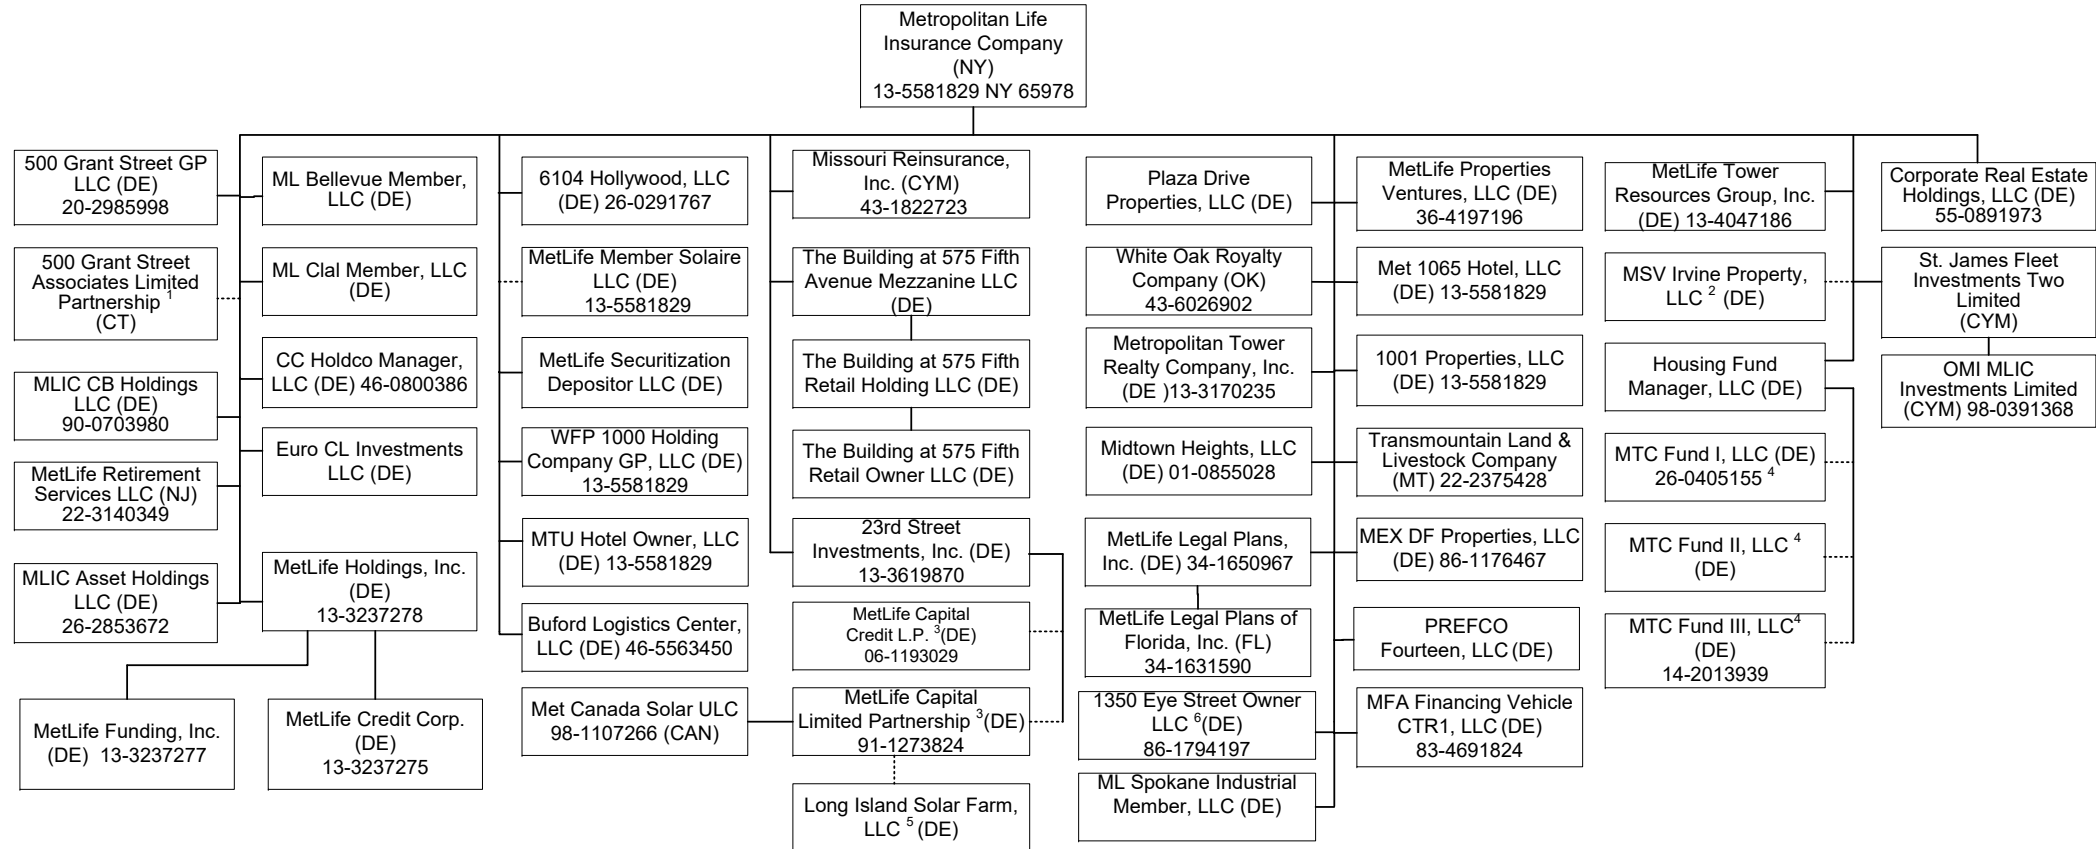 Metropolitan Life
Insurance Company
(NY)
13-5581829 NY 65978
500 Grant Street GP
LLC (DE)
20-2985998
500 Grant Street
Associates Limited
Partnership 1
(CT)
MLIC CB Holdings
LLC (DE)
90-0703980
MetLife Retirement
Services LLC (NJ)
22-3140349
MLIC Asset Holdings
LLC (DE)
26-2853672
ML Bellevue Member,
LLC (DE)
ML Clal Member, LLC
(DE)
CC Holdco Manager,
LLC (DE) 46-0800386
Euro CL Investments
LLC (DE)
MetLife Holdings, Inc.
(DE)
13-3237278
MetLife Funding, Inc.
(DE) 13-3237277
MetLife Credit Corp.
(DE)
13-3237275
6104 Hollywood, LLC
(DE) 26-0291767
MetLife Member Solaire
LLC (DE)
13-5581829
MetLife Securitization
Depositor LLC (DE)
WFP 1000 Holding
Company GP, LLC (DE)
13-5581829
MTU Hotel Owner, LLC
(DE) 13-5581829
Buford Logistics Center,
LLC (DE) 46-5563450
Met Canada Solar ULC
98-1107266 (CAN)
Missouri Reinsurance,
Inc. (CYM)
43-1822723
The Building at 575 Fifth
Avenue Mezzanine LLC
(DE)
The Building at 575 Fifth
Retail Holding LLC (DE)
The Building at 575 Fifth
Retail Owner LLC (DE)
23rd Street
Investments, Inc. (DE)
13-3619870
MetLife Capital
Credit L.P. 3(DE)
06-1193029
MetLife Capital
Limited Partnership 3(DE)
91-1273824
Long Island Solar Farm,
LLC 5 (DE)
Plaza Drive
Properties, LLC (DE)
White Oak Royalty
Company (OK)
43-6026902
Metropolitan Tower
Realty Company, Inc.
(DE )13-3170235
Midtown Heights, LLC
(DE) 01-0855028
MetLife Legal Plans,
Inc. (DE) 34-1650967
MetLife Legal Plans of
Florida, Inc. (FL)
34-1631590
1350 Eye Street Owner
LLC 6(DE)
86-1794197
ML Spokane Industrial
Member, LLC (DE)
MetLife Properties
Ventures, LLC (DE)
36-4197196
Met 1065 Hotel, LLC
(DE) 13-5581829
1001 Properties, LLC
(DE) 13-5581829
Transmountain Land &
Livestock Company
(MT) 22-2375428
MEX DF Properties, LLC
(DE) 86-1176467
PREFCO
Fourteen, LLC (DE)
MFA Financing Vehicle
CTR1, LLC (DE)
83-4691824
MetLife Tower
Resources Group, Inc.
(DE) 13-4047186
MSV Irvine Property,
LLC 2 (DE)
Housing Fund
Manager, LLC (DE)
MTC Fund I, LLC (DE)
26-0405155 4
MTC Fund II, LLC 4
(DE)
MTC Fund III, LLC4
(DE)
14-2013939
Corporate Real Estate
Holdings, LLC (DE)
55-0891973
St. James Fleet
Investments Two
Limited
(CYM)
OMI MLIC
Investments Limited
(CYM) 98-0391368